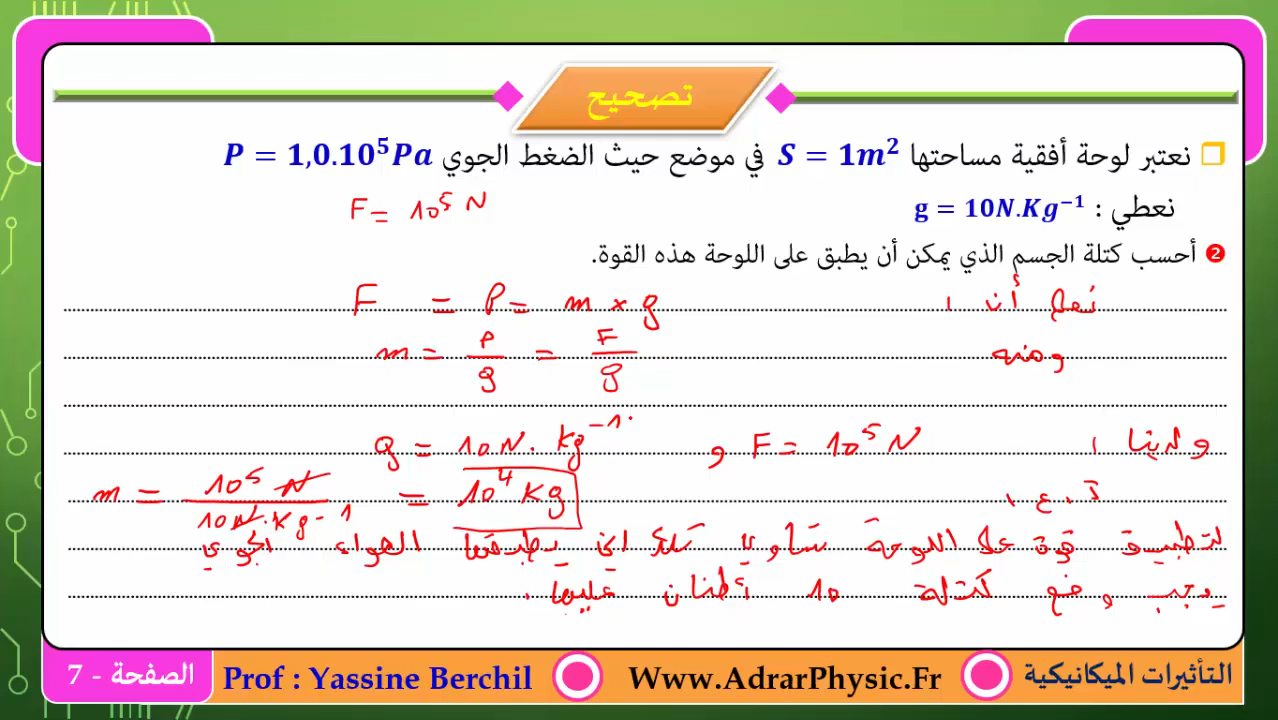 تصحيح
نعتبر لوحة أفقية مساحتها S = 1m² في موضع حيث الضغط الجوي P = 1,0.10⁵Pa
نعطي : g = 10N.Kg⁻¹
F = 10⁵ N
❷ أحسب كتلة الجسم الذي يمكن أن يطبق على اللوحة هذه القوة.
نعلم أن : F = P = m × g
ومنه m = P/g = F/g
ولدينا : F = 10⁵ N و g = 10N.Kg⁻¹
ت.ع : m = 10⁵ N / 10N.Kg-1 = 10⁴ Kg
لتطبيق قوة على اللوحة تساوي تلك التي يطبقها الهواء الجوي
يجب وضع كتلة 10 أطنان عليها.
التأثيرات الميكانيكية
Www.AdrarPhysic.Fr
Prof : Yassine Berchil
الصفحة - 7